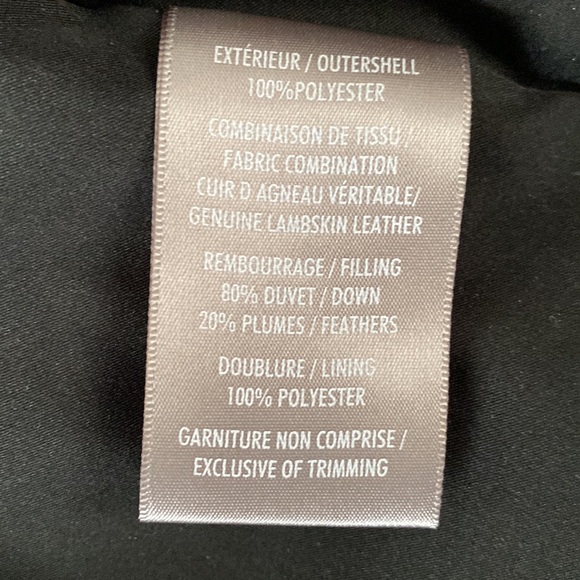 EXTÉRIEUR / OUTERSHELL
100%POLYESTER
COMBINAISON DE TISSU /
FABRIC COMBINATION
CUIR D AGNEAU VÉRITABLE/
GENUINE LAMBSKIN LEATHER
REMBOURRAGE / FILLING
80% DUVET / DOWN
20% PLUMES / FEATHERS
DOUBLURE / LINING
100% POLYESTER
GARNITURE NON COMPRISE /
EXCLUSIVE OF TRIMMING